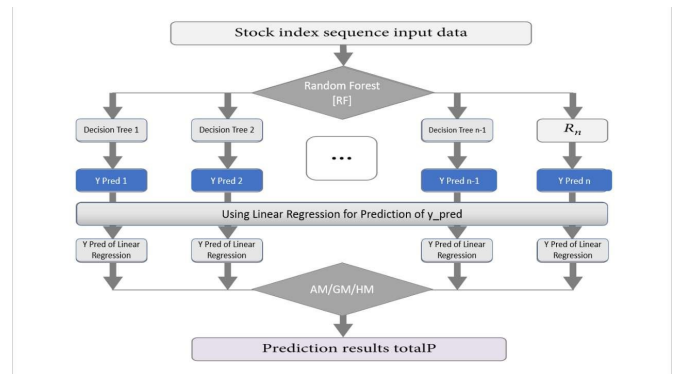 Stock index sequence input data
Random Forest
[RF]
Decision Tree 1
Decision Tree 2
Decision Tree n-1
R_n
...
Y Pred 1
Y Pred 2
Y Pred n-1
Y Pred n
Using Linear Regression for Prediction of y_pred
Y Pred of Linear
Regression
Y Pred of Linear
Regression
Y Pred of Linear
Regression
Y Pred of Linear
Regression
AM/GM/HM
Prediction results totalP